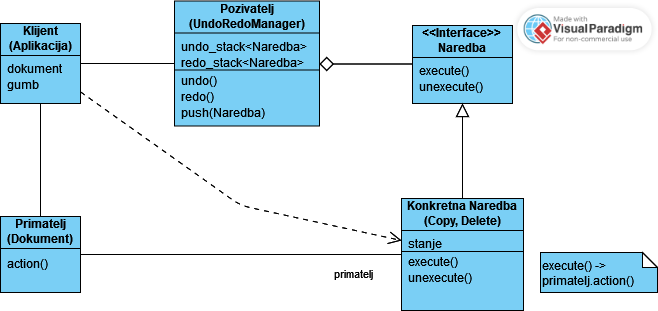 Klijent
(Aplikacija)
dokument
gumb
Pozivatelj
(UndoRedoManager)
undo_stack<Naredba>
redo_stack<Naredba>
undo()
redo()
push(Naredba)
<<Interface>>
Naredba
execute()
unexecute()
Made with
Visual Paradigm
For non-commercial use
Primatelj
(Dokument)
action()
primatelj
Konkretna Naredba
(Copy, Delete)
stanje
execute()
unexecute()
execute() ->
primatelj.action()